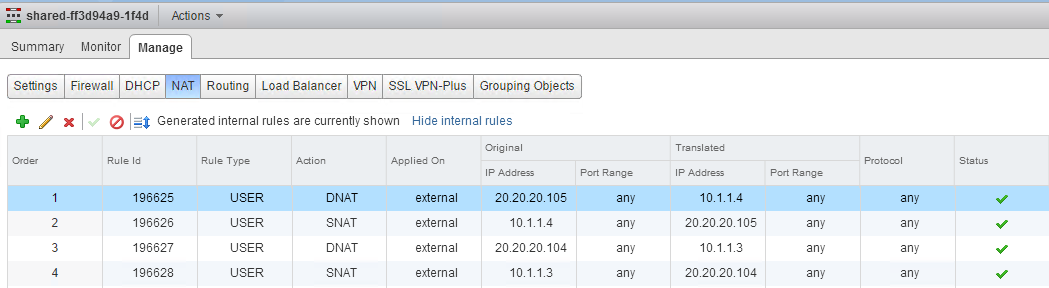 shared-ff3d94a9-1f4d Actions
Summary Monitor Manage
Settings Firewall DHCP NAT Routing Load Balancer VPN SSL VPN-Plus Grouping Objects
Generated internal rules are currently shown Hide internal rules
Order Rule Id Rule Type Action Applied On Original Translated Protocol Status
IP Address Port Range IP Address Port Range
1 196625 USER DNAT external 20.20.20.105 any 10.1.1.4 any any
2 196626 USER SNAT external 10.1.1.4 any 20.20.20.105 any any
3 196627 USER DNAT external 20.20.20.104 any 10.1.1.3 any any
4 196628 USER SNAT external 10.1.1.3 any 20.20.20.104 any any